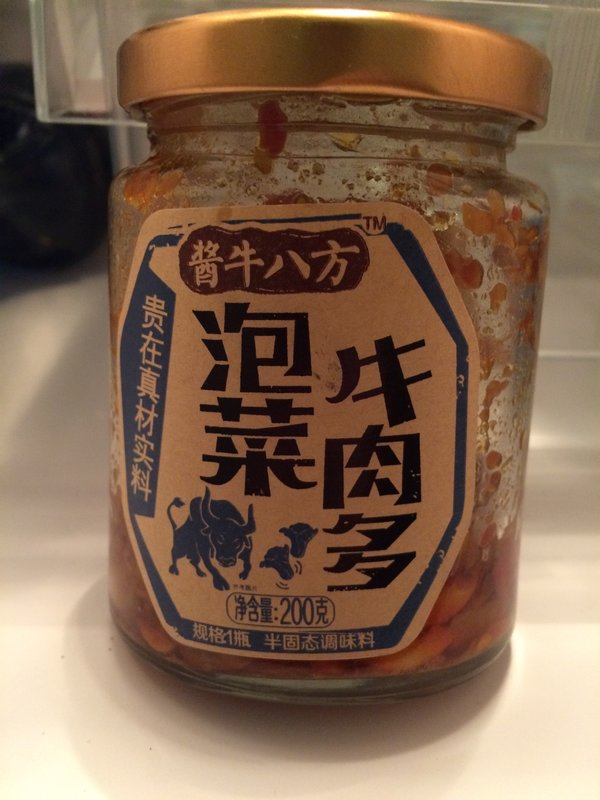 酱牛八方
TM
贵在真材实料
泡菜
牛肉多
净含量:200克
规格1瓶 半固态调味料